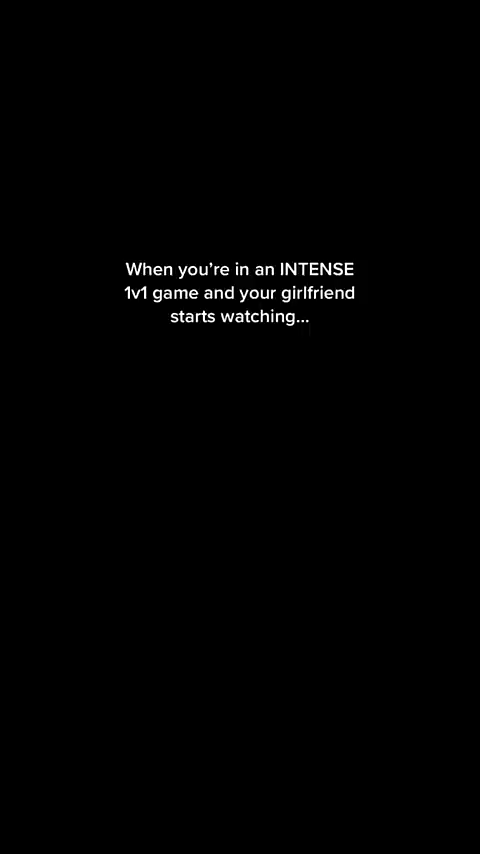 When you’re in an INTENSE
1v1 game and your girlfriend
starts watching...